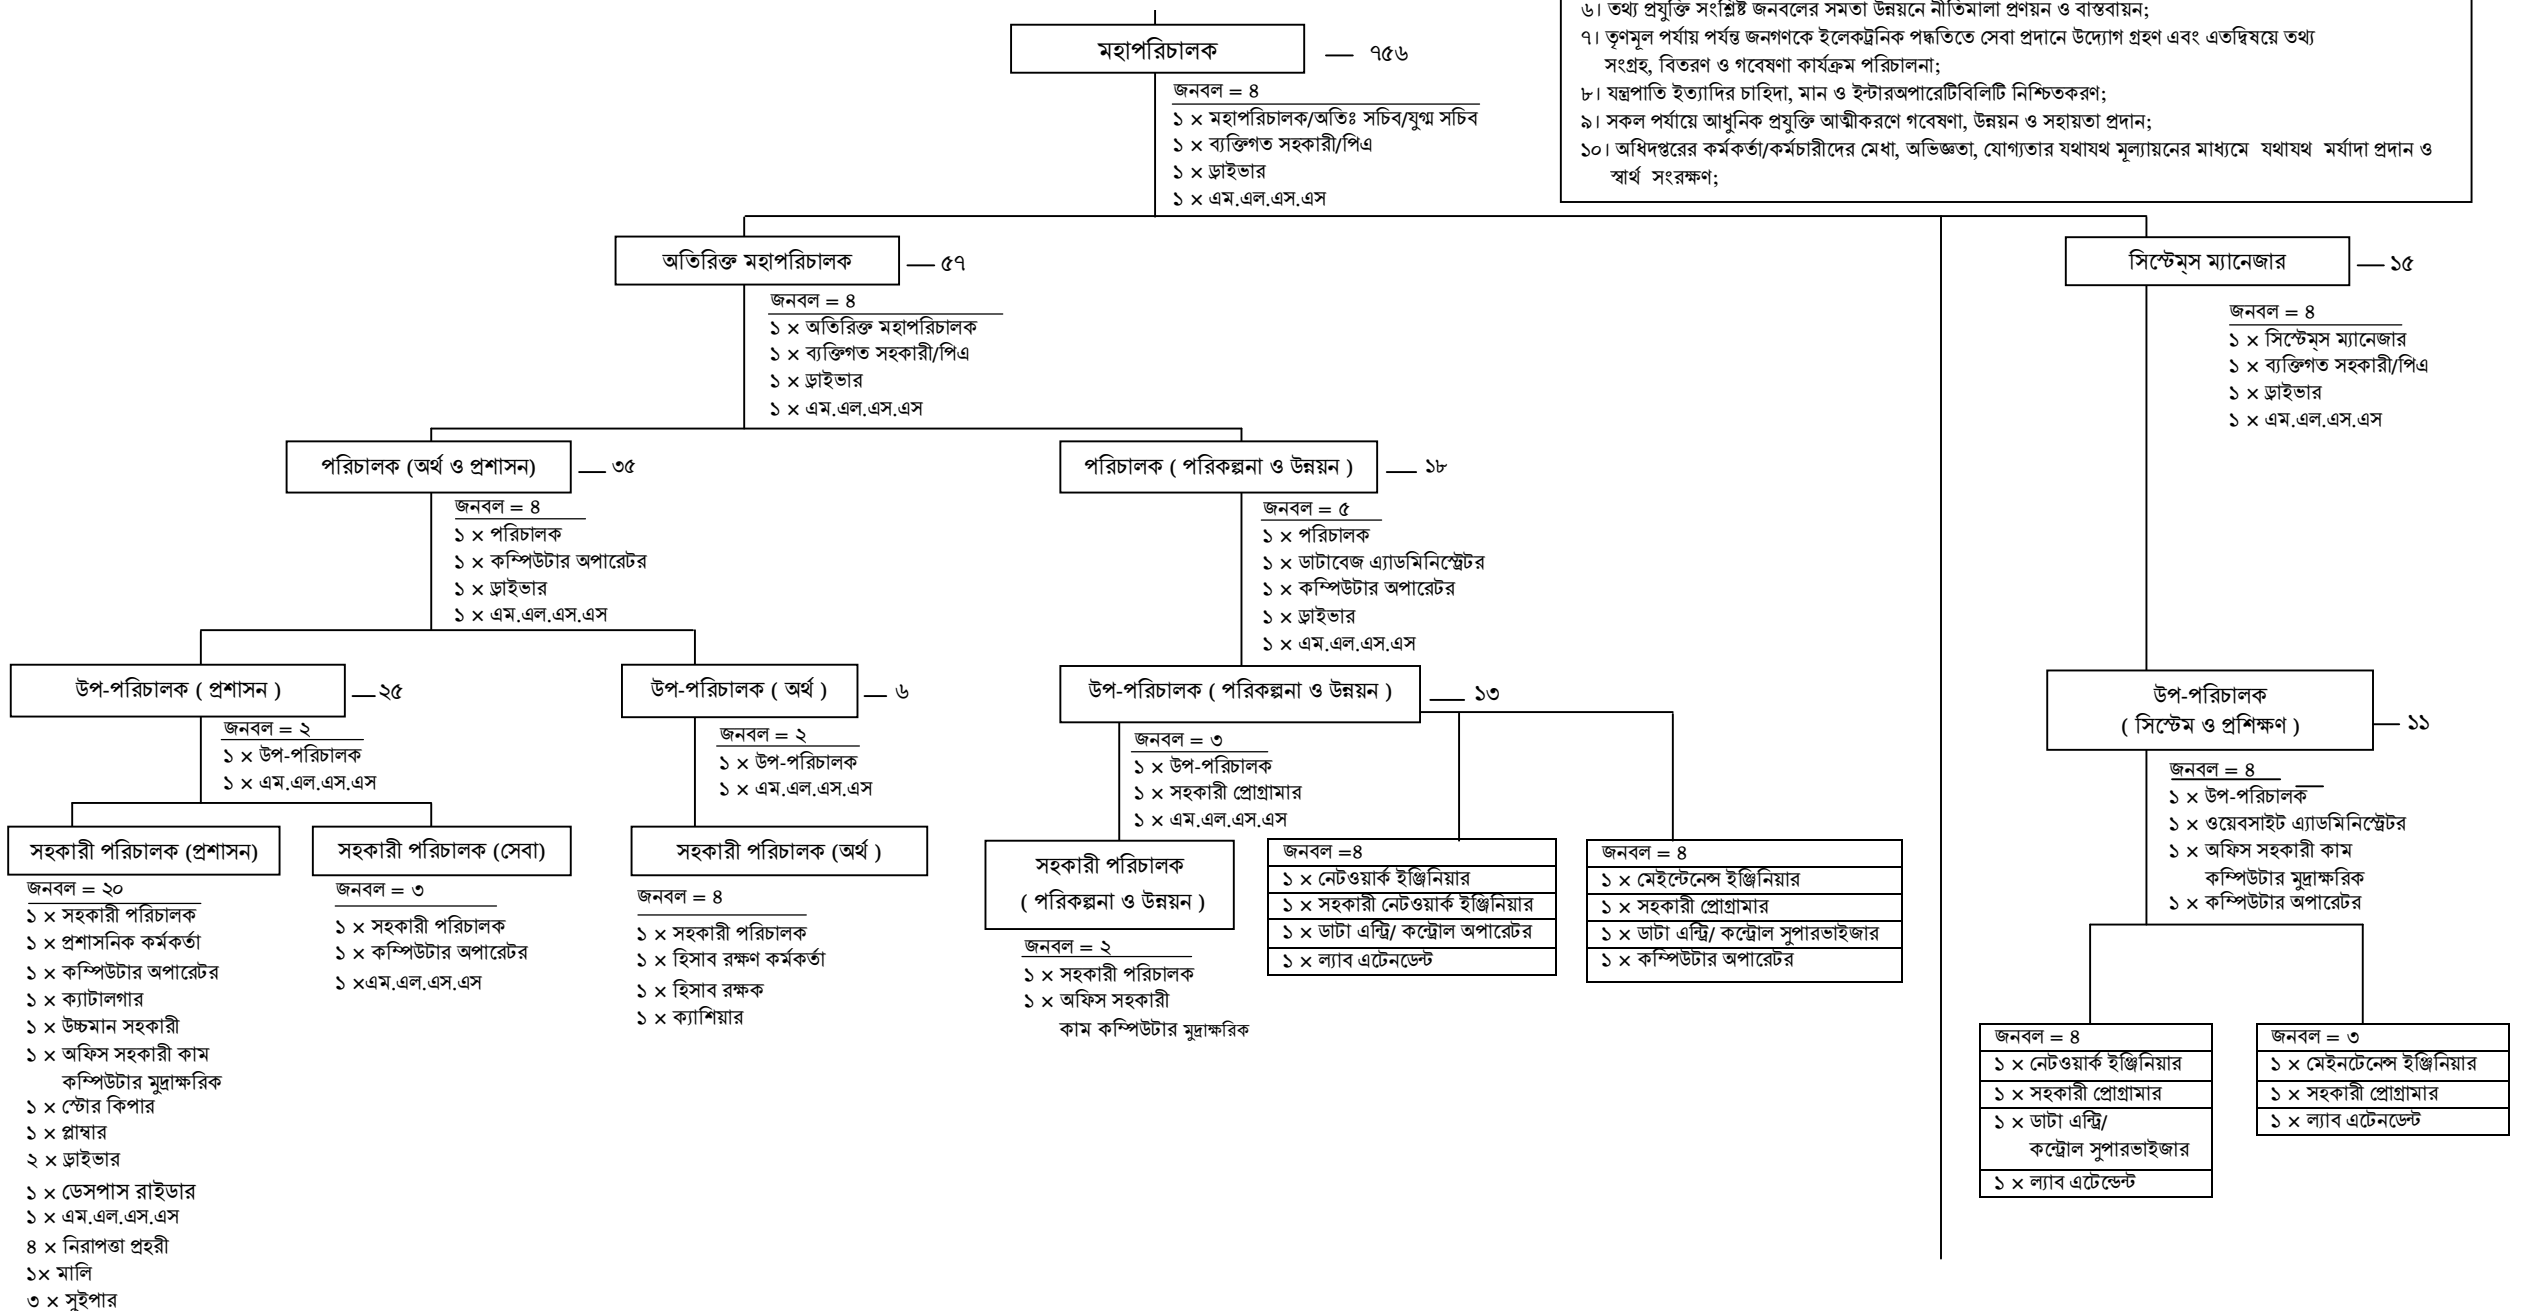 ৬। তথ্য প্রযুক্তি সংশ্লিষ্ট জনবলের সমতা উন্নয়নে নীতিমালা প্রণয়ন ও বাস্তবায়ন;
৭। তৃণমূল পর্যায় পর্যন্ত জনগণকে ইলেকট্রনিক পদ্ধতিতে সেবা প্রদানে উদ্যোগ গ্রহণ এবং এতদ্বিষয়ে তথ্য
সংগ্রহ, বিতরণ ও গবেষণা কার্যক্রম পরিচালনা;
৮। যন্ত্রপাতি ইত্যাদির চাহিদা, মান ও ইন্টারঅপারেটিবিলিটি নিশ্চিতকরণ;
৯। সকল পর্যায়ে আধুনিক প্রযুক্তি আত্মীকরণে গবেষণা, উন্নয়ন ও সহায়তা প্রদান;
১০। অধিদপ্তরের কর্মকর্তা/কর্মচারীদের মেধা, অভিজ্ঞতা, যোগ্যতার যথাযথ মূল্যায়নের মাধ্যমে যথাযথ মর্যাদা প্রদান ও
স্বার্থ সংরক্ষণ;
মহাপরিচালক — ৭৫৬
জনবল = ৪
১ × মহাপরিচালক/অতিঃ সচিব/যুগ্ম সচিব
১ × ব্যক্তিগত সহকারী/পিএ
১ × ড্রাইভার
১ × এম.এল.এস.এস
অতিরিক্ত মহাপরিচালক — ৫৭
জনবল = ৪
১ × অতিরিক্ত মহাপরিচালক
১ × ব্যক্তিগত সহকারী/পিএ
১ × ড্রাইভার
১ × এম.এল.এস.এস
সিস্টেম্‌স ম্যানেজার — ১৫
জনবল = ৪
১ × সিস্টেম্‌স ম্যানেজার
১ × ব্যক্তিগত সহকারী/পিএ
১ × ড্রাইভার
১ × এম.এল.এস.এস
পরিচালক (অর্থ ও প্রশাসন) — ৩৫
জনবল = ৪
১ × পরিচালক
১ × কম্পিউটার অপারেটর
১ × ড্রাইভার
১ × এম.এল.এস.এস
পরিচালক ( পরিকল্পনা ও উন্নয়ন ) — ১৮
জনবল = ৫
১ × পরিচালক
১ × ডাটাবেজ এ্যাডমিনিস্ট্রেটর
১ × কম্পিউটার অপারেটর
১ × ড্রাইভার
১ × এম.এল.এস.এস
উপ-পরিচালক ( প্রশাসন ) —২৫
জনবল = ২
১ × উপ-পরিচালক
১ × এম.এল.এস.এস
উপ-পরিচালক ( অর্থ ) — ৬
জনবল = ২
১ × উপ-পরিচালক
১ × এম.এল.এস.এস
উপ-পরিচালক ( পরিকল্পনা ও উন্নয়ন ) — ১৩
জনবল = ৩
১ × উপ-পরিচালক
১ × সহকারী প্রোগ্রামার
১ × এম.এল.এস.এস
উপ-পরিচালক
( সিস্টেম ও প্রশিক্ষণ ) — ১১
জনবল = ৪
১ × উপ-পরিচালক
১ × ওয়েবসাইট এ্যাডমিনিস্ট্রেটর
১ × অফিস সহকারী কাম
কম্পিউটার মুদ্রাক্ষরিক
১ × কম্পিউটার অপারেটর
সহকারী পরিচালক (প্রশাসন)
জনবল = ২০
১ × সহকারী পরিচালক
১ × প্রশাসনিক কর্মকর্তা
১ × কম্পিউটার অপারেটর
১ × ক্যাটালগার
১ × উচ্চমান সহকারী
১ × অফিস সহকারী কাম
কম্পিউটার মুদ্রাক্ষরিক
১ × স্টোর কিপার
১ × প্লাম্বার
২ × ড্রাইভার
১ × ডেসপাস রাইডার
১ × এম.এল.এস.এস
৪ × নিরাপত্তা প্রহরী
১× মালি
৩ × সুইপার
সহকারী পরিচালক (সেবা)
জনবল = ৩
১ × সহকারী পরিচালক
১ × কম্পিউটার অপারেটর
১ ×এম.এল.এস.এস
সহকারী পরিচালক (অর্থ )
জনবল = ৪
১ × সহকারী পরিচালক
১ × হিসাব রক্ষণ কর্মকর্তা
১ × হিসাব রক্ষক
১ × ক্যাশিয়ার
সহকারী পরিচালক
( পরিকল্পনা ও উন্নয়ন )
জনবল = ২
১ × সহকারী পরিচালক
১ × অফিস সহকারী
কাম কম্পিউটার মুদ্রাক্ষরিক
জনবল =৪
১ × নেটওয়ার্ক ইঞ্জিনিয়ার
১ × সহকারী নেটওয়ার্ক ইঞ্জিনিয়ার
১ × ডাটা এন্ট্রি/ কন্ট্রোল অপারেটর
১ × ল্যাব এটেনডেন্ট
জনবল = ৪
১ × মেইন্টেনেন্স ইঞ্জিনিয়ার
১ × সহকারী প্রোগ্রামার
১ × ডাটা এন্ট্রি/ কন্ট্রোল সুপারভাইজার
১ × কম্পিউটার অপারেটর
জনবল = ৪
১ × নেটওয়ার্ক ইঞ্জিনিয়ার
১ × সহকারী প্রোগ্রামার
১ × ডাটা এন্ট্রি/
কন্ট্রোল সুপারভাইজার
১ × ল্যাব এটেন্ডেন্ট
জনবল = ৩
১ × মেইনটেনেন্স ইঞ্জিনিয়ার
১ × সহকারী প্রোগ্রামার
১ × ল্যাব এটেনডেন্ট